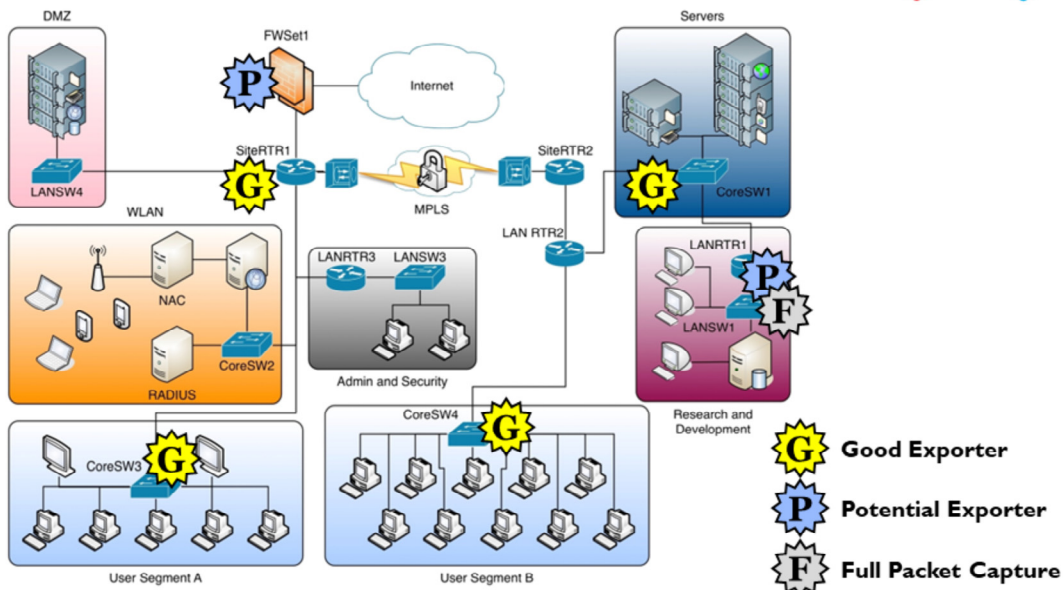 DMZ
FWSet1
Servers
P
Internet
SiteRTR1
SiteRTR2
LANSW4
G
MPLS
G
CoreSW1
WLAN
LAN RTR2
LANRTR3
LANSW3
LANRTR1
P
NAC
F
LANSW1
CoreSW2
RADIUS
Admin and Security
CoreSW4
Research and
Development
G
CoreSW3
G
G
Good Exporter
P
Potential Exporter
F
Full Packet Capture
User Segment A
User Segment B